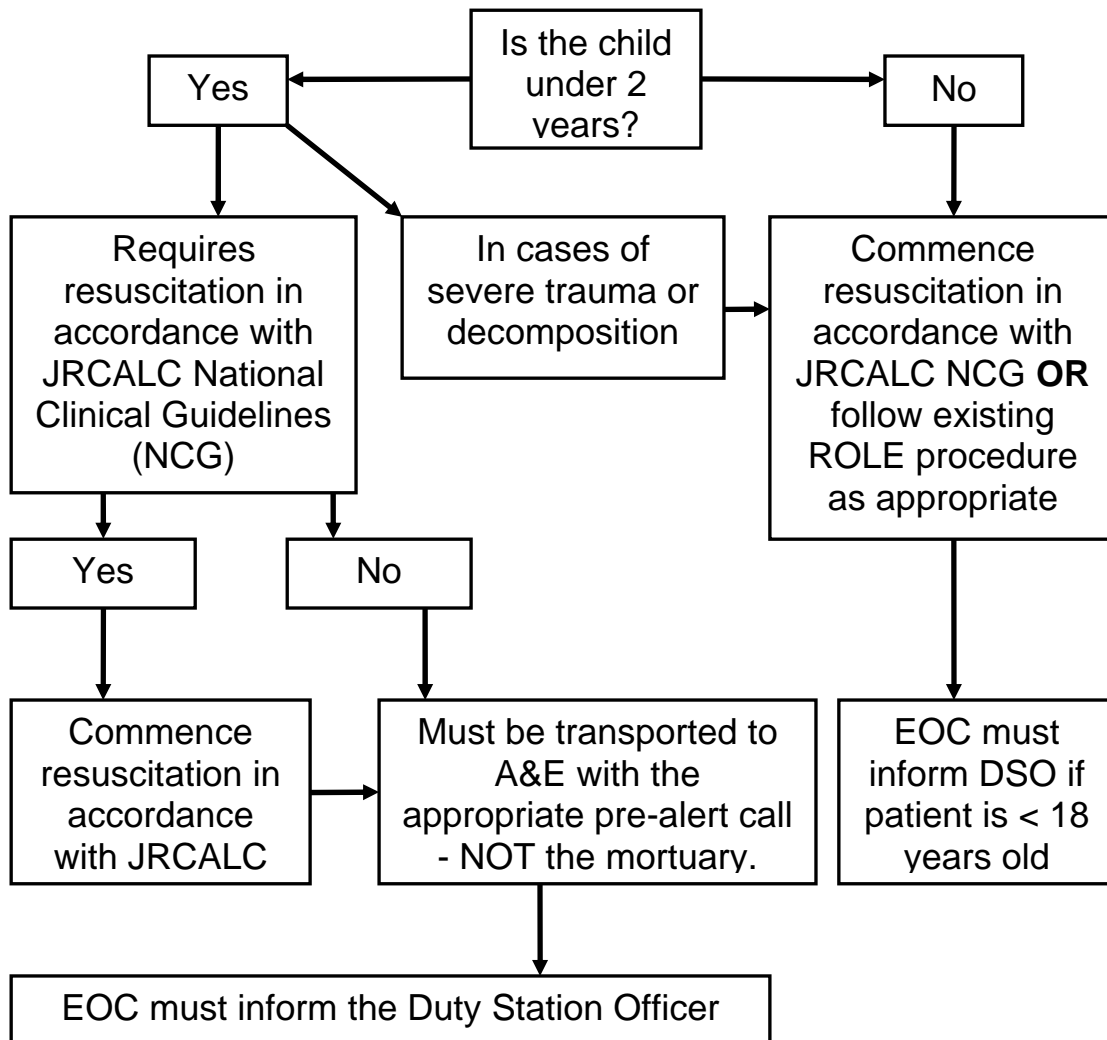 Is the child
under 2
years?
Yes
No
Requires
resuscitation in
accordance with
JRCALC National
Clinical Guidelines
(NCG)
In cases of
severe trauma or
decomposition
Commence
resuscitation in
accordance with
JRCALC NCG OR
follow existing
ROLE procedure
as appropriate
Yes
No
Commence
resuscitation in
accordance
with JRCALC
Must be transported to
A&E with the
appropriate pre-alert call
- NOT the mortuary.
EOC must
inform DSO if
patient is < 18
years old
EOC must inform the Duty Station Officer